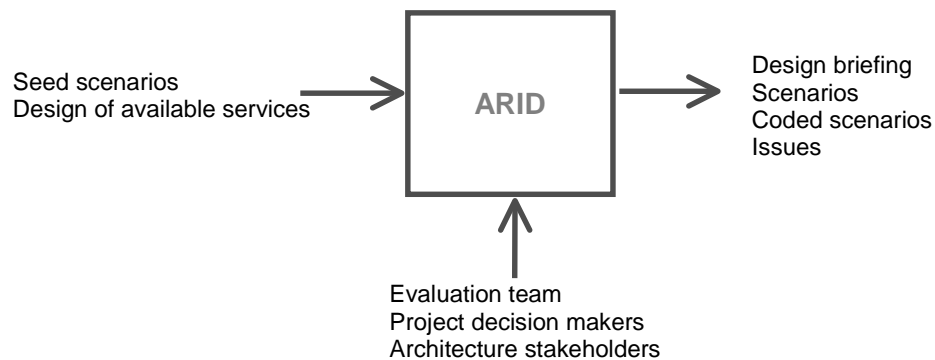 Seed scenarios
Design of available services
ARID
Design briefing
Scenarios
Coded scenarios
Issues
Evaluation team
Project decision makers
Architecture stakeholders